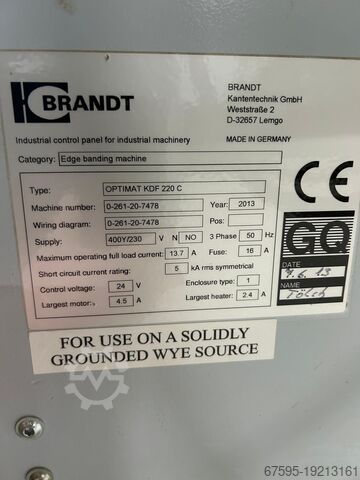 BRANDT
BRANDT
Kantentechnik GmbH
Weststraße 2
D-32657 Lemgo
Industrial control panel for industrial machinery
MADE IN GERMANY
Category: Edge banding machine
CE
Type: OPTIMAT KDF 220 C
Machine number: 0-261-20-7478 Year: 2013
Wiring diagram: 0-261-20-7478 Pos:
Supply: 400Y/230 V N NO 3 Phase 50 Hz
Maximum operating full load current: 13.7 A Fuse: 16 A
Short circuit current rating: 5 kA rms symmetrical
Control voltage: 24 V Enclosure type: 1
Largest motor: 4.5 A Largest heater: 2.4 A
GQ
DATE
NAME
FOR USE ON A SOLIDLY
GROUNDED WYE SOURCE
67595-19213161